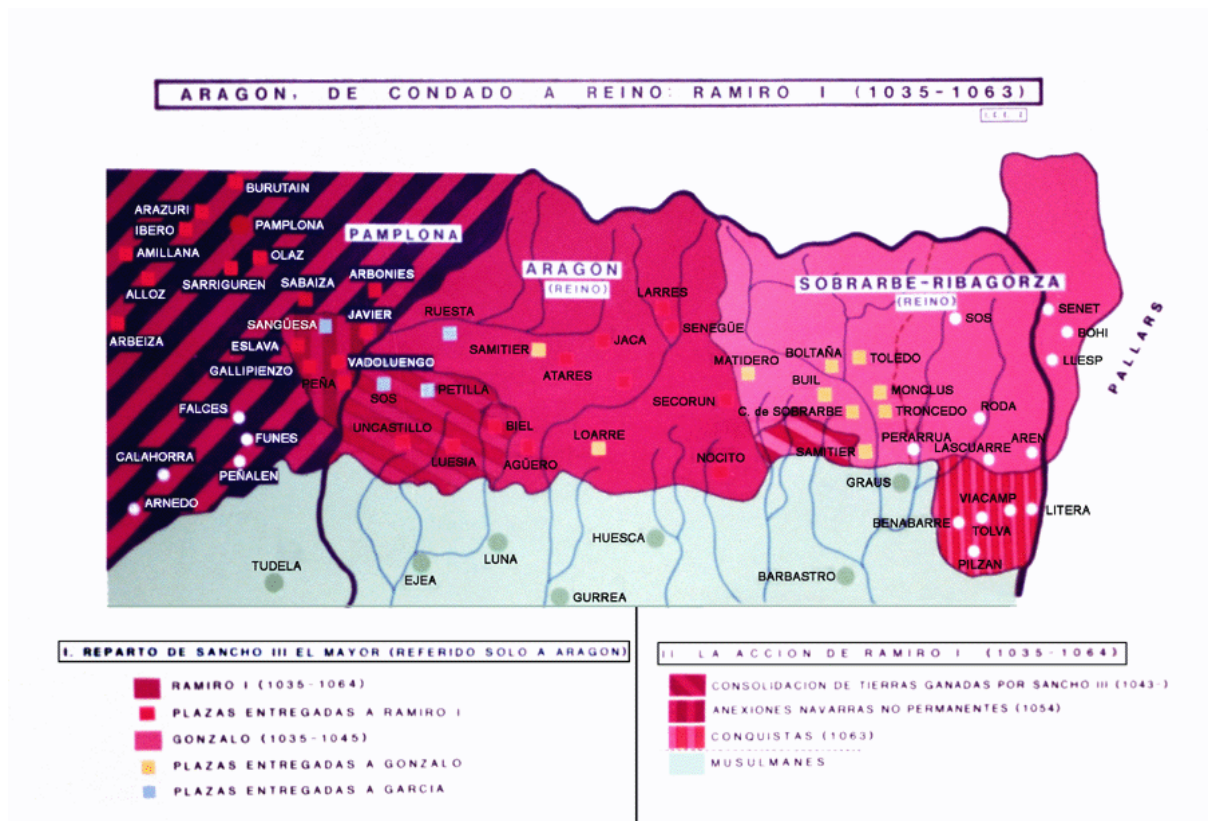 ARAGON, DE CONDADO A REINO: RAMIRO I (1035-1063)
BURUTAIN
ARAZURI
IBERO
PAMPLONA
PAMPLONA
AMILLANA
OLAZ
SARRIGUREN
SABAIZA
ARBONIES
ALLOZ
ARAGON
(REINO)
SOBRARBE-RIBAGORZA
(REINO)
LARRES
SANGÜESA
JAVIER
RUESTA
SENEGÜE
SOS
SENET
BOHI
LLESP
PALLARS
ARBEIZA
ESLAVA
GALLIPIENZO
VADOLUENGO
SAMITIER
JACA
ATARES
MATIDERO
BOLTAÑA
TOLEDO
PEÑA
SOS
PETILLA
BUIL
MONCLUS
SECORUN
C. de SOBRARBE
TRONCEDO
RODA
FALCES
FUNES
UNCASTILLO
BIEL
LOARRE
PERARRUA
LASCUARRE
AREN
CALAHORRA
PEÑALEN
LUESIA
AGÜERO
NOCITO
SAMITIER
GRAUS
ARNEDO
VIACAMP
LITERA
BENABARRE
TOLVA
PILZAN
HUESCA
LUNA
TUDELA
EJEA
BARBASTRO
GURREA
I. REPARTO DE SANCHO III EL MAYOR (REFERIDO SOLO A ARAGON)
RAMIRO I (1035-1064)
PLAZAS ENTREGADAS A RAMIRO I
GONZALO (1035-1045)
PLAZAS ENTREGADAS A GONZALO
PLAZAS ENTREGADAS A GARCIA
II LA ACCION DE RAMIRO I (1035-1064)
CONSOLIDACION DE TIERRAS GANADAS POR SANCHO III (1043-)
ANEXIONES NAVARRAS NO PERMANENTES (1054)
CONQUISTAS (1063)
MUSULMANES